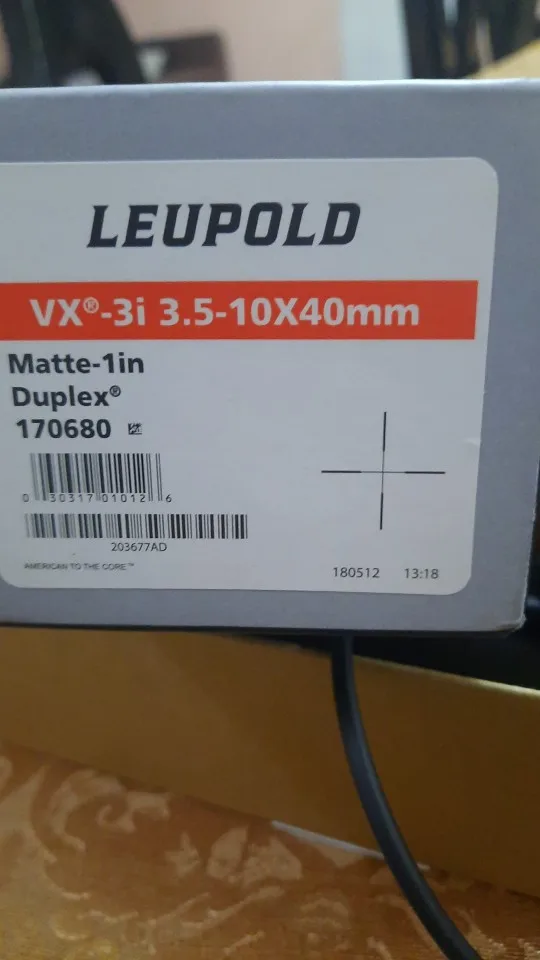 LEUPOLD
VX®-3i 3.5-10X40mm
Matte-1in
Duplex®
170680
0 30317 01012 6
203677AD
AMERICAN TO THE CORE™
180512 13:18